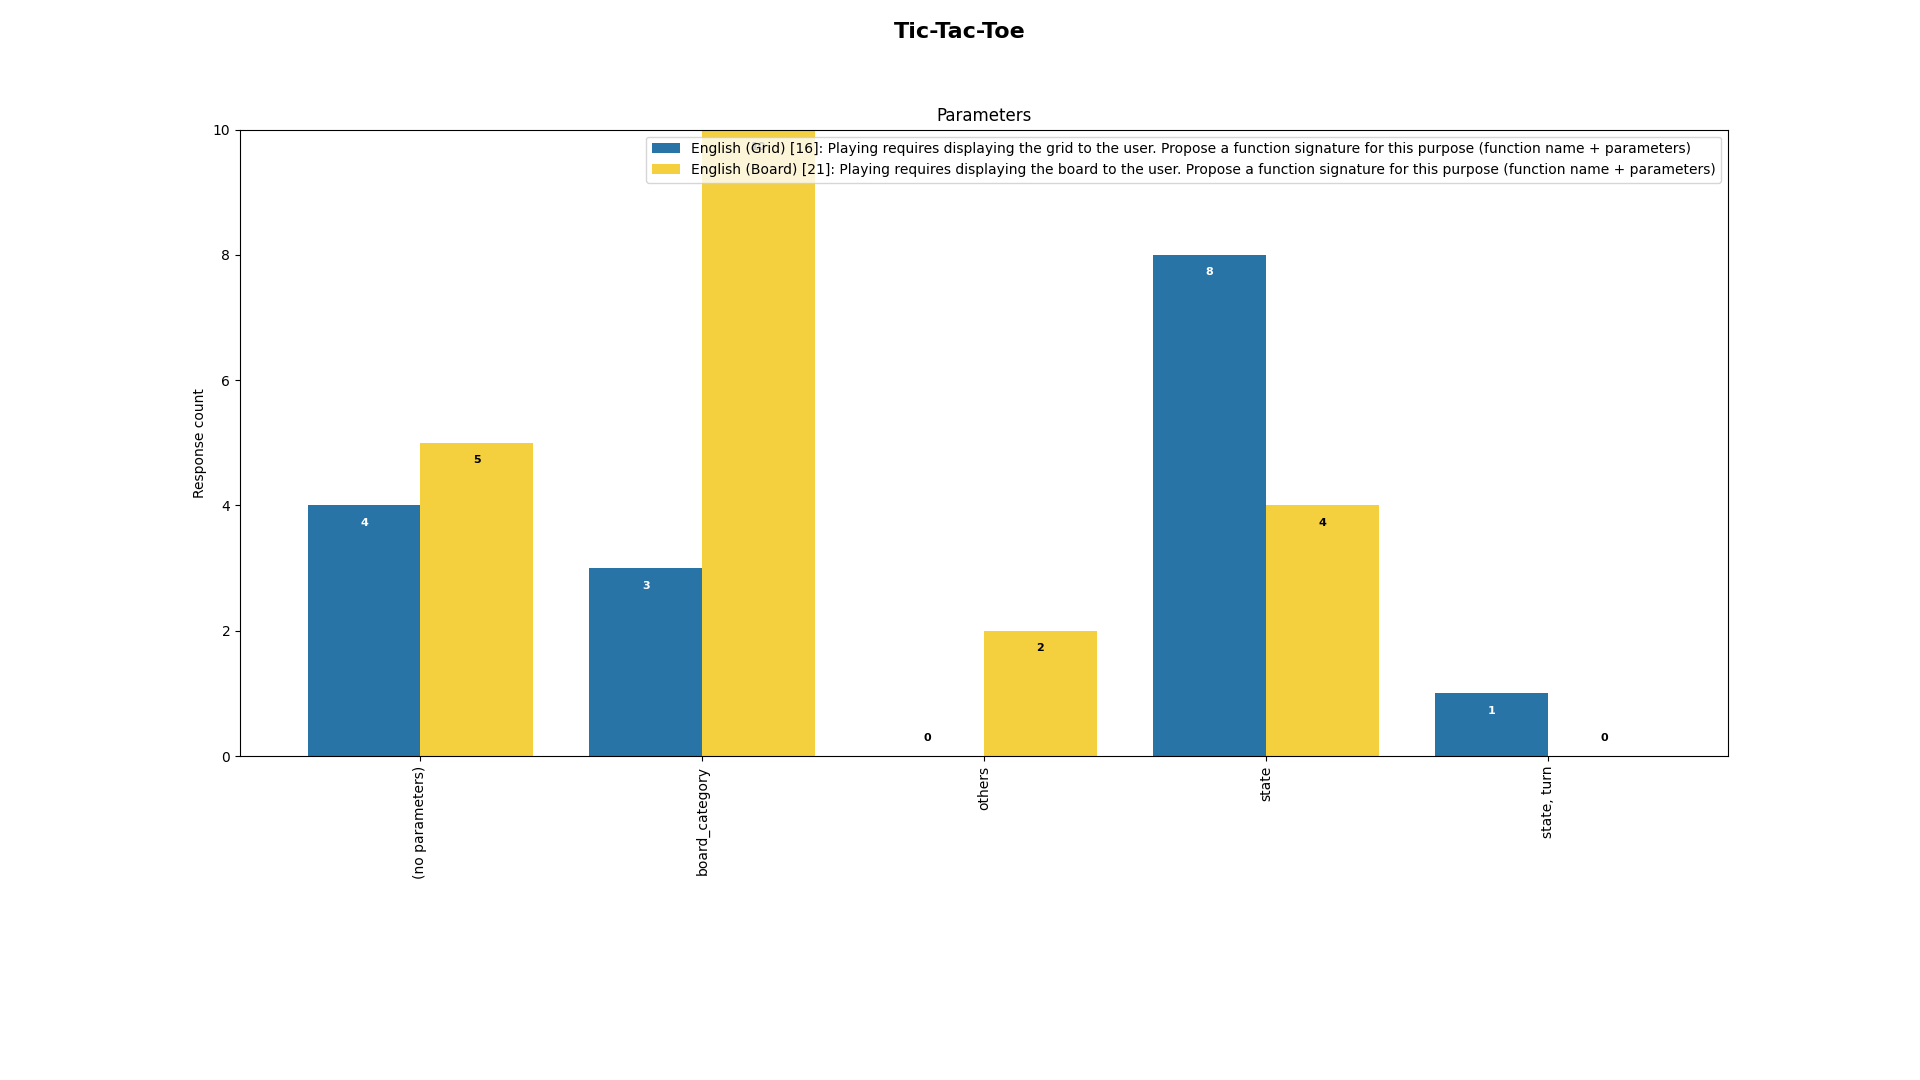 Tic-Tac-Toe
Parameters
English (Grid) [16]: Playing requires displaying the grid to the user. Propose a function signature for this purpose (function name + parameters)
English (Board) [21]: Playing requires displaying the board to the user. Propose a function signature for this purpose (function name + parameters)
Response count
10
8
6
4
2
0
4
5
3
0
2
8
4
1
0
(no parameters)
board_category
others
state
state, turn